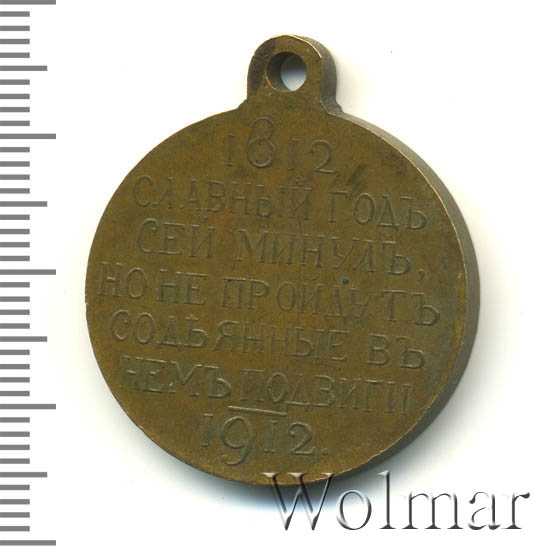 1812
СЛАВНЫЙ ГОДЪ
СЕЙ МИНУЛЪ,
НО НЕ ПРОЙДУТЪ
СОДѢЯННЫЕ ВЪ
НЕМЪ ПОДВИГИ
1912.
Wolmar